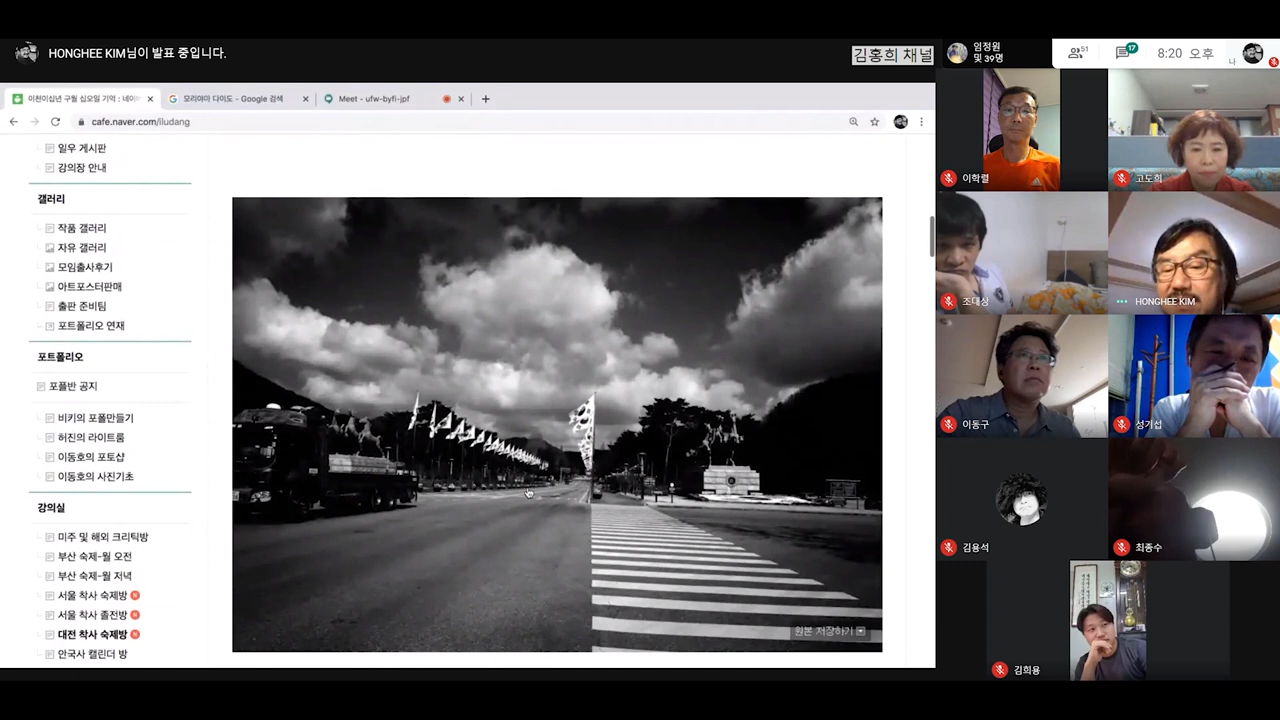 HONGHEE KIM님이 발표 중입니다.
김홍희 채널
임정원
및 39명
51
17
8:20 오후
나
이천이십년 구월 십오일 기억 : 네이버
모리야마 다이도 - Google 검색
Meet - ufw-byfi-jpf
cafe.naver.com/illudang
일우 게시판
강의장 안내
갤러리
작품 갤러리
자유 갤러리
모임출사후기
아트포스터판매
출판 준비팀
포트폴리오 연재
포트폴리오
포폴반 공지
비키의 포폴만들기
허진의 라이트룸
이동호의 포토샵
이동호의 사진기초
강의실
미주 및 해외 크리틱방
부산 숙제-월 오전
부산 숙제-월 저녁
서울 착사 숙제방 N
서울 착사 졸전방 N
대전 착사 숙제방 N
안국사 캘린더 방
원본 저장하기
이학렬
고도희
조대상
HONGHEE KIM
이동구
성기섭
김용석
최종수
김희용